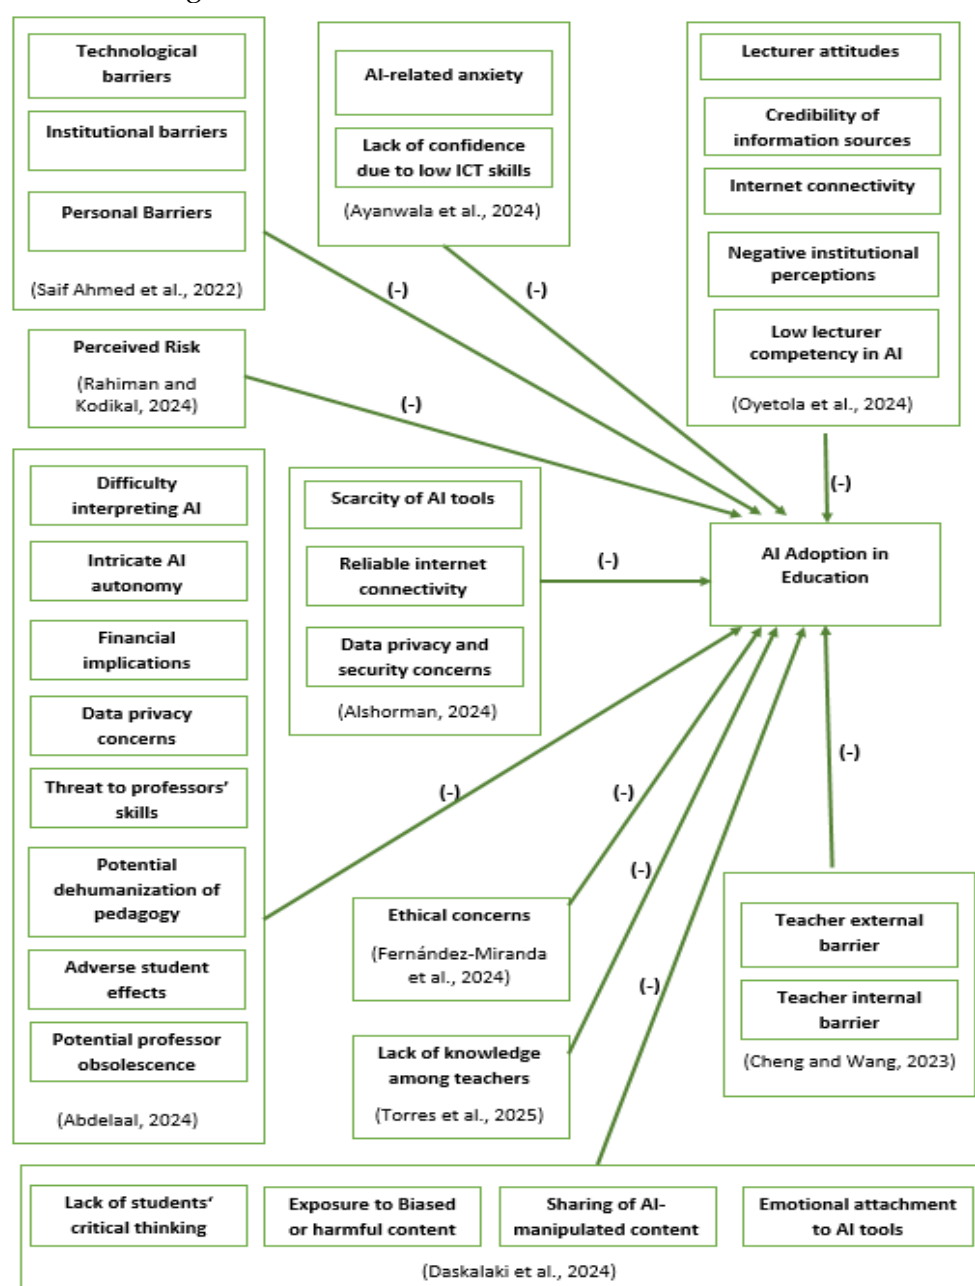 Technological
barriers
Institutional barriers
Personal Barriers
(Saif Ahmed et al., 2022)
AI-related anxiety
Lack of confidence
due to low ICT skills
(Ayanwala et al., 2024)
Lecturer attitudes
Credibility of
information sources
Internet connectivity
Negative institutional
perceptions
Low lecturer
competency in AI
(Oyetola et al., 2024)
(-)
(-)
Perceived Risk
(Rahiman and
Kodikal, 2024)
(-)
(-)
Difficulty
interpreting AI
Intricate AI
autonomy
Financial
implications
Data privacy
concerns
Threat to professors’
skills
Potential
dehumanization of
pedagogy
Adverse student
effects
Potential professor
obsolescence
(Abdelaal, 2024)
Scarcity of AI tools
Reliable internet
connectivity
Data privacy and
security concerns
(Alshorman, 2024)
(-)
AI Adoption in
Education
(-)
(-)
(-)
(-)
(-)
Ethical concerns
(Fernández-Miranda
et al., 2024)
Lack of knowledge
among teachers
(Torres et al., 2025)
Teacher external
barrier
Teacher internal
barrier
(Cheng and Wang, 2023)
Lack of students‘
critical thinking
Exposure to Biased
or harmful content
Sharing of AI-
manipulated content
Emotional attachment
to AI tools
(Daskalaki et al., 2024)